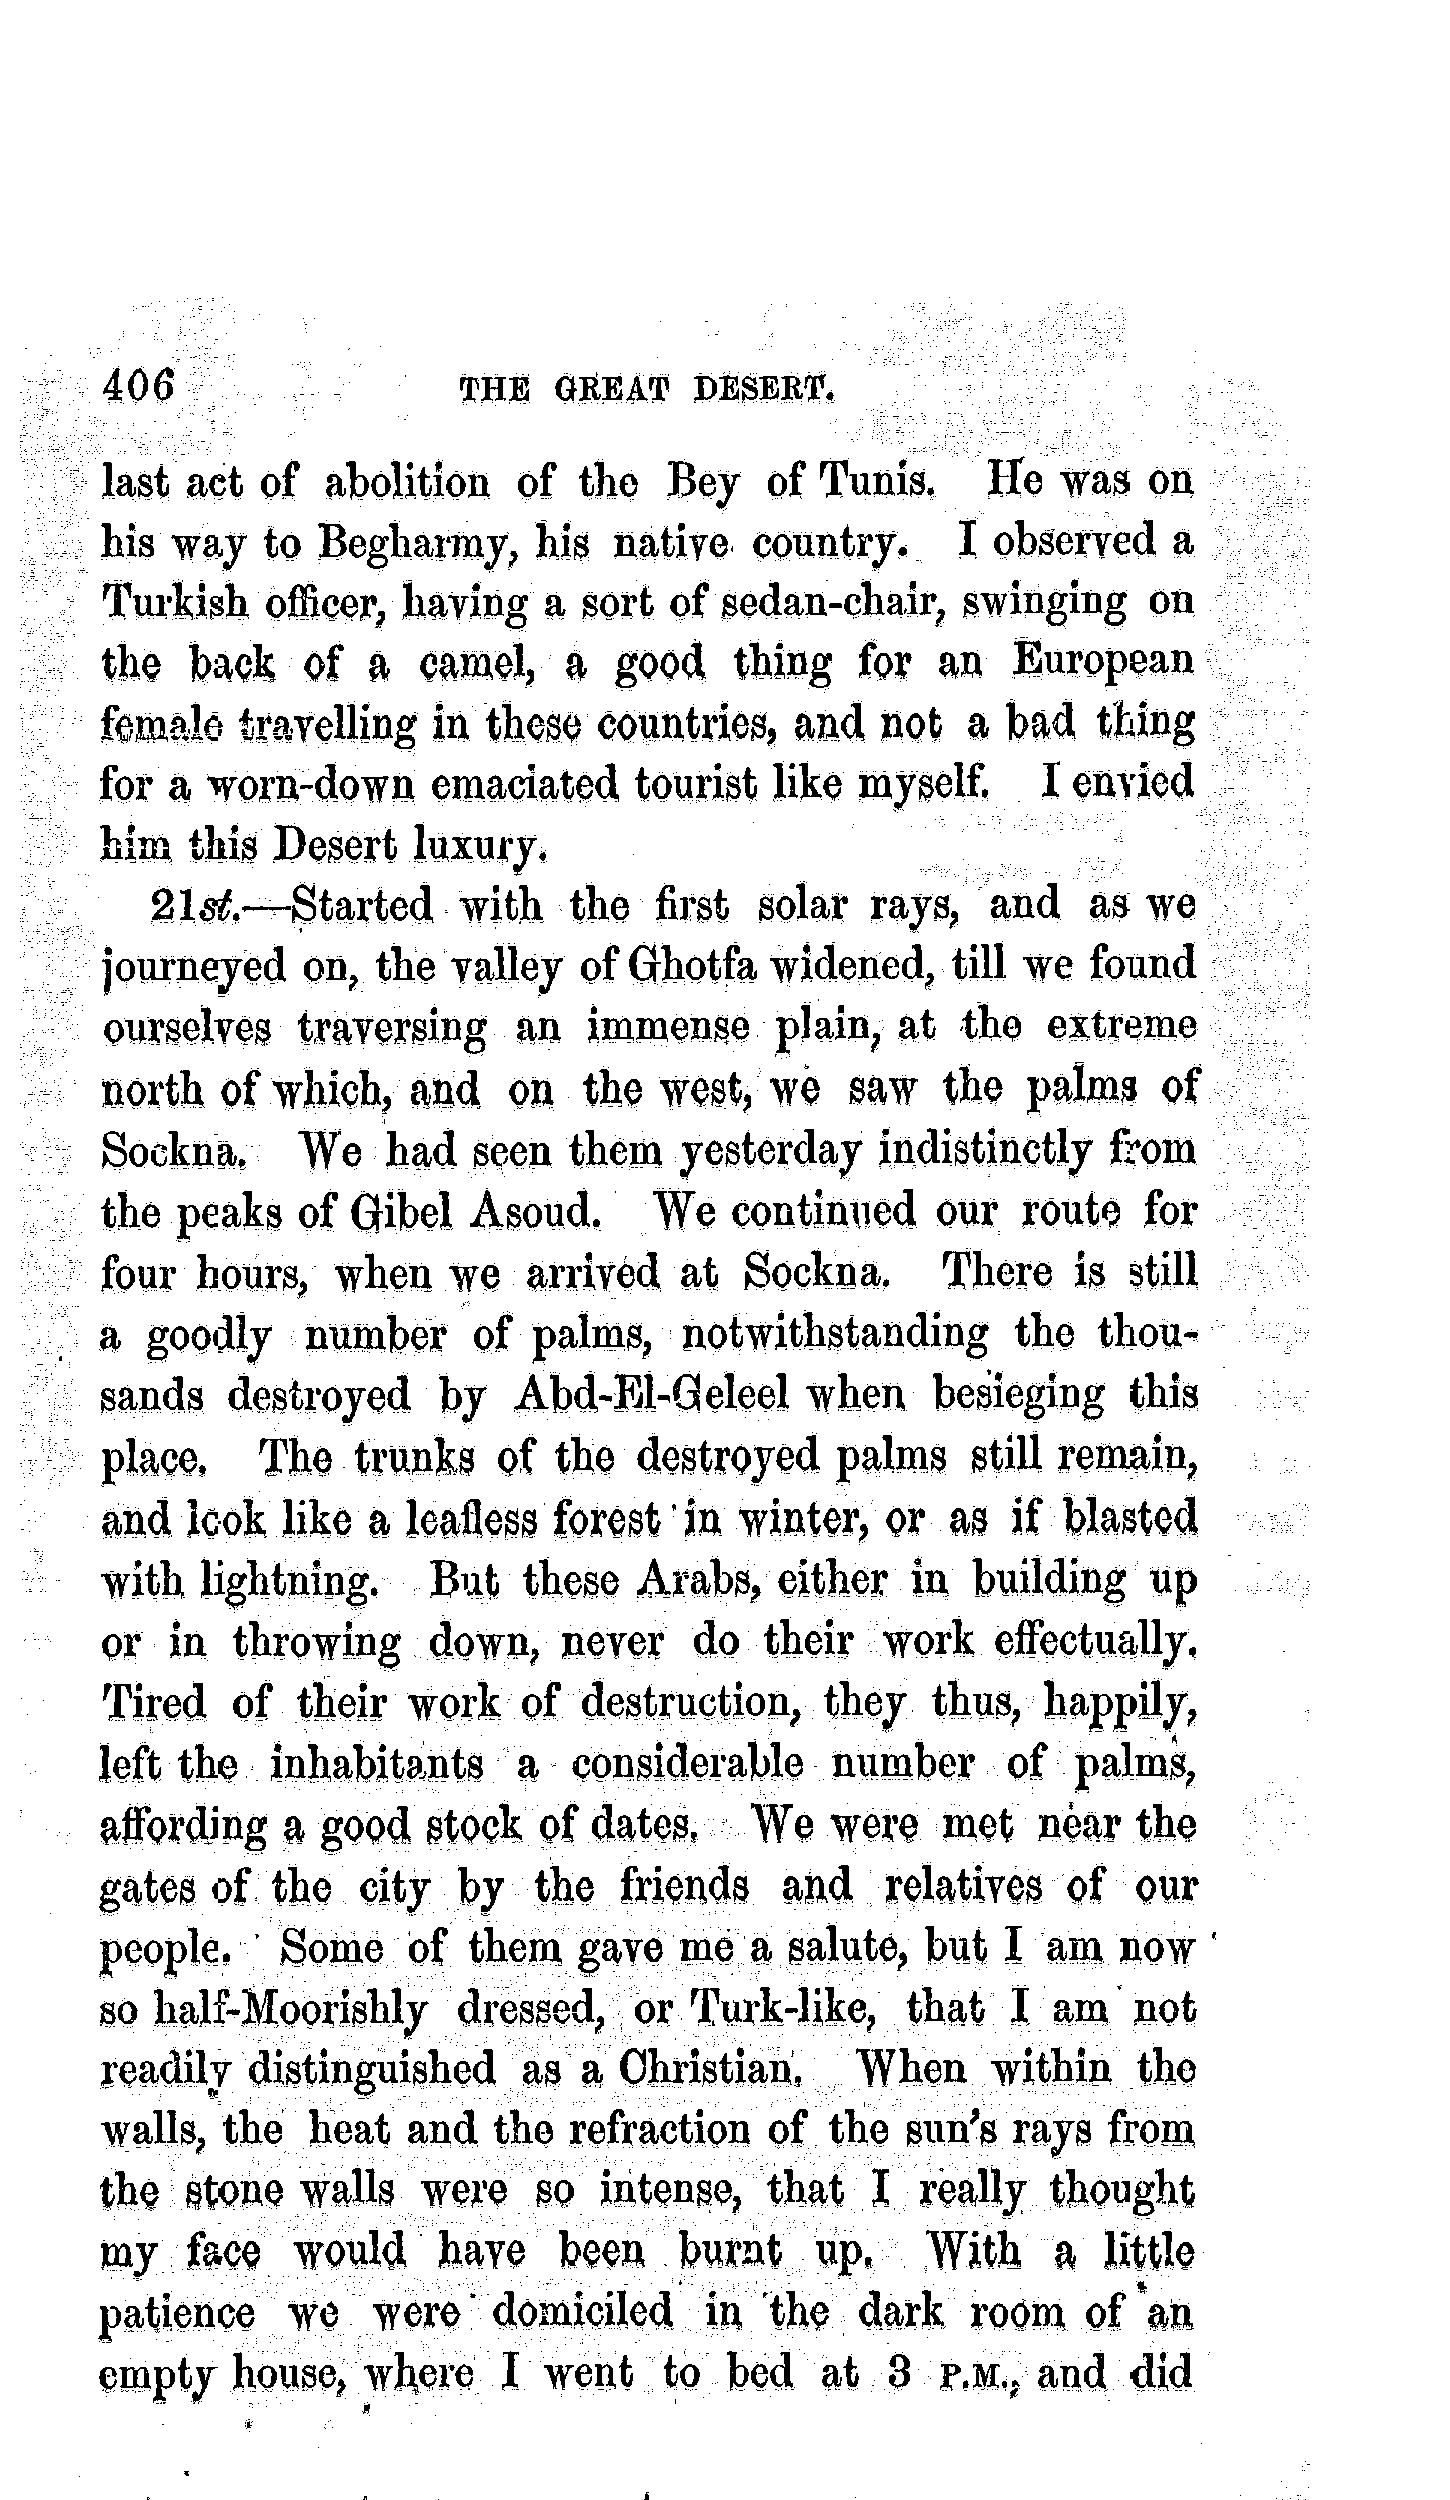 406 THE GREAT DESERT.
last act of abolition of the Bey of Tunis. He was on
his way to Begharmy, his native country. I observed a
Turkish officer, having a sort of sedan-chair, swinging on
the back of a camel, a good thing for an European
female travelling in these countries, and not a bad thing
for a worn-down emaciated tourist like myself. I envied
him this Desert luxury.
21st.—Started with the first solar rays, and as we
journeyed on, the valley of Ghotfa widened, till we found
ourselves traversing an immense plain, at the extreme
north of which, and on the west, we saw the palms of
Sockna. We had seen them yesterday indistinctly from
the peaks of Gibel Asoud. We continued our route for
four hours, when we arrived at Sockna. There is still
a goodly number of palms, notwithstanding the thou-
sands destroyed by Abd-El-Geleel when besieging this
place. The trunks of the destroyed palms still remain,
and look like a leafless forest in winter, or as if blasted
with lightning. But these Arabs, either in building up
or in throwing down, never do their work effectually.
Tired of their work of destruction, they thus, happily,
left the inhabitants a considerable number of palms,
affording a good stock of dates. We were met near the
gates of the city by the friends and relatives of our
people. Some of them gave me a salute, but I am now
so half-Moorishly dressed, or Turk-like, that I am not
readily distinguished as a Christian. When within the
walls, the heat and the refraction of the sun's rays from
the stone walls were so intense, that I really thought
my face would have been burnt up. With a little
patience we were domiciled in the dark room of an
empty house, where I went to bed at 3 P.M., and did